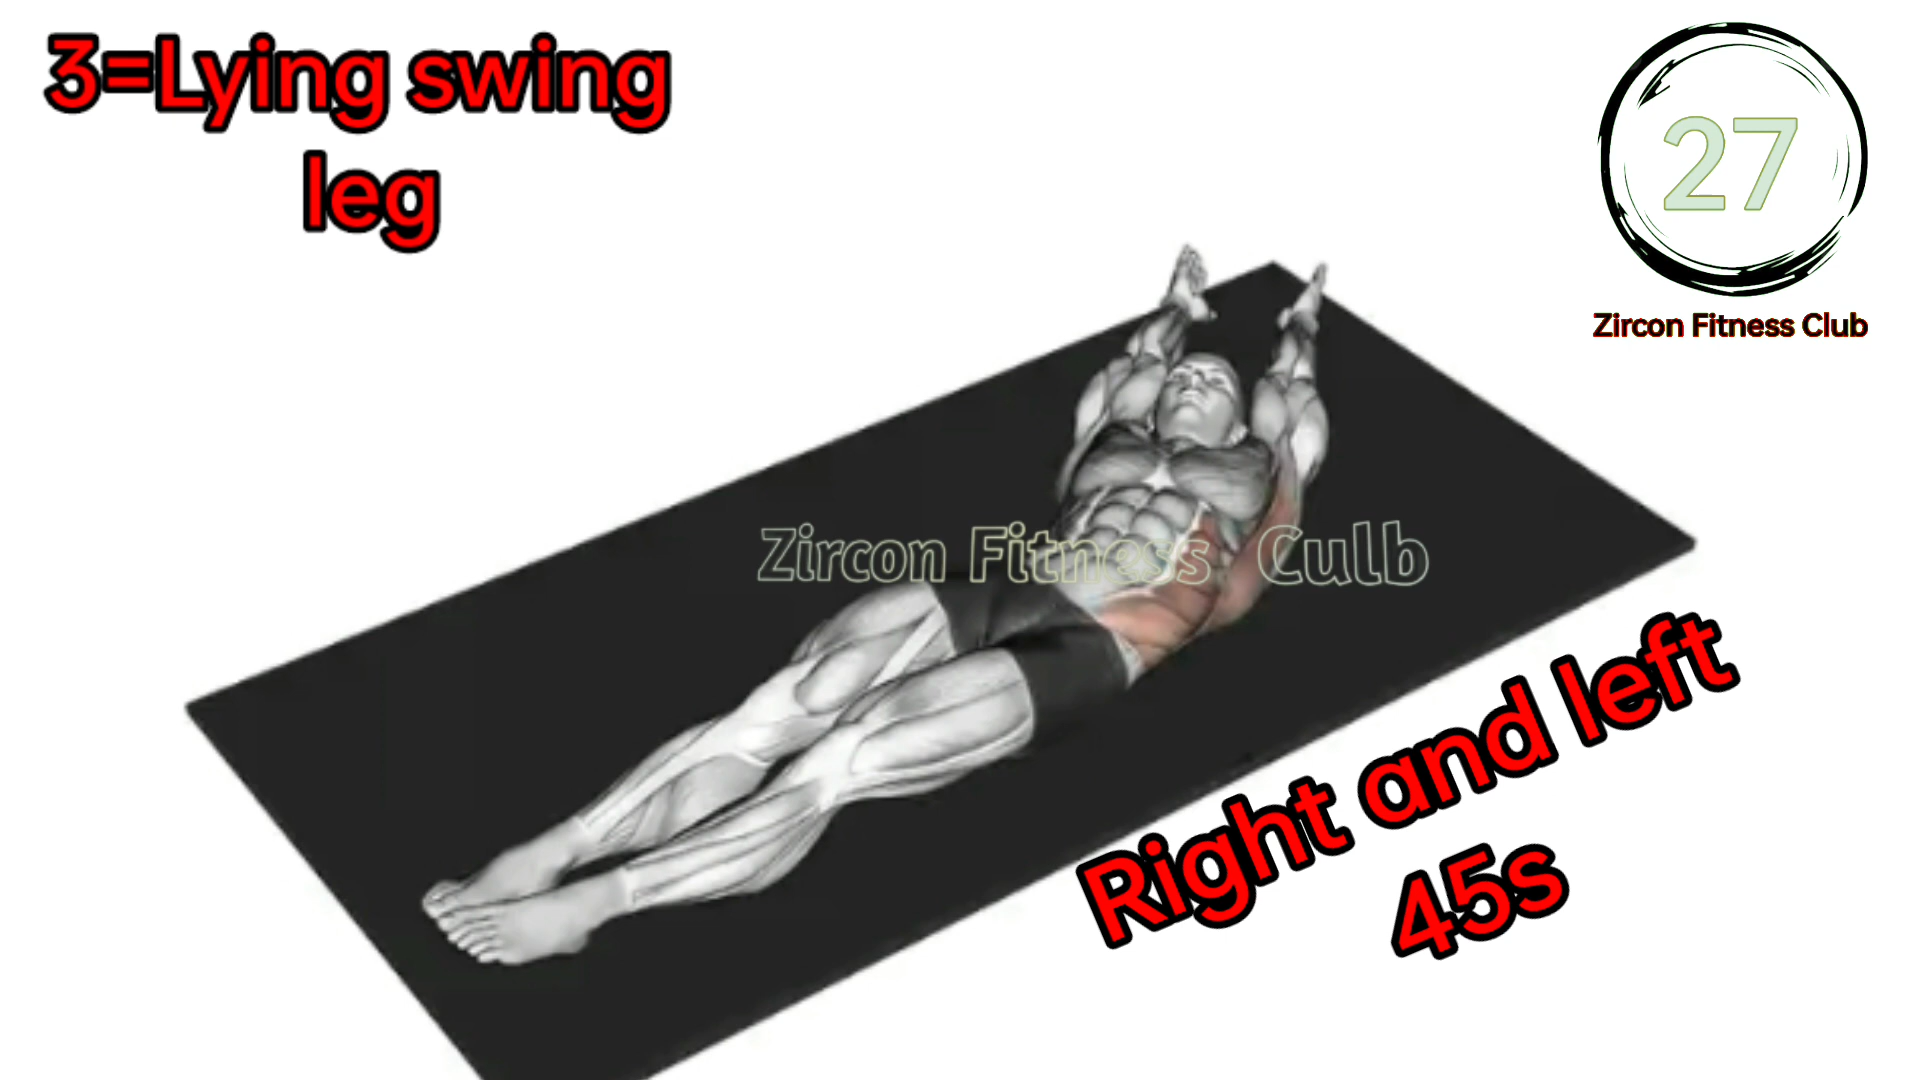 3=Lying swing
leg
27
Zircon Fitness Club
Zircon Fitness Culb
Right and left
45s